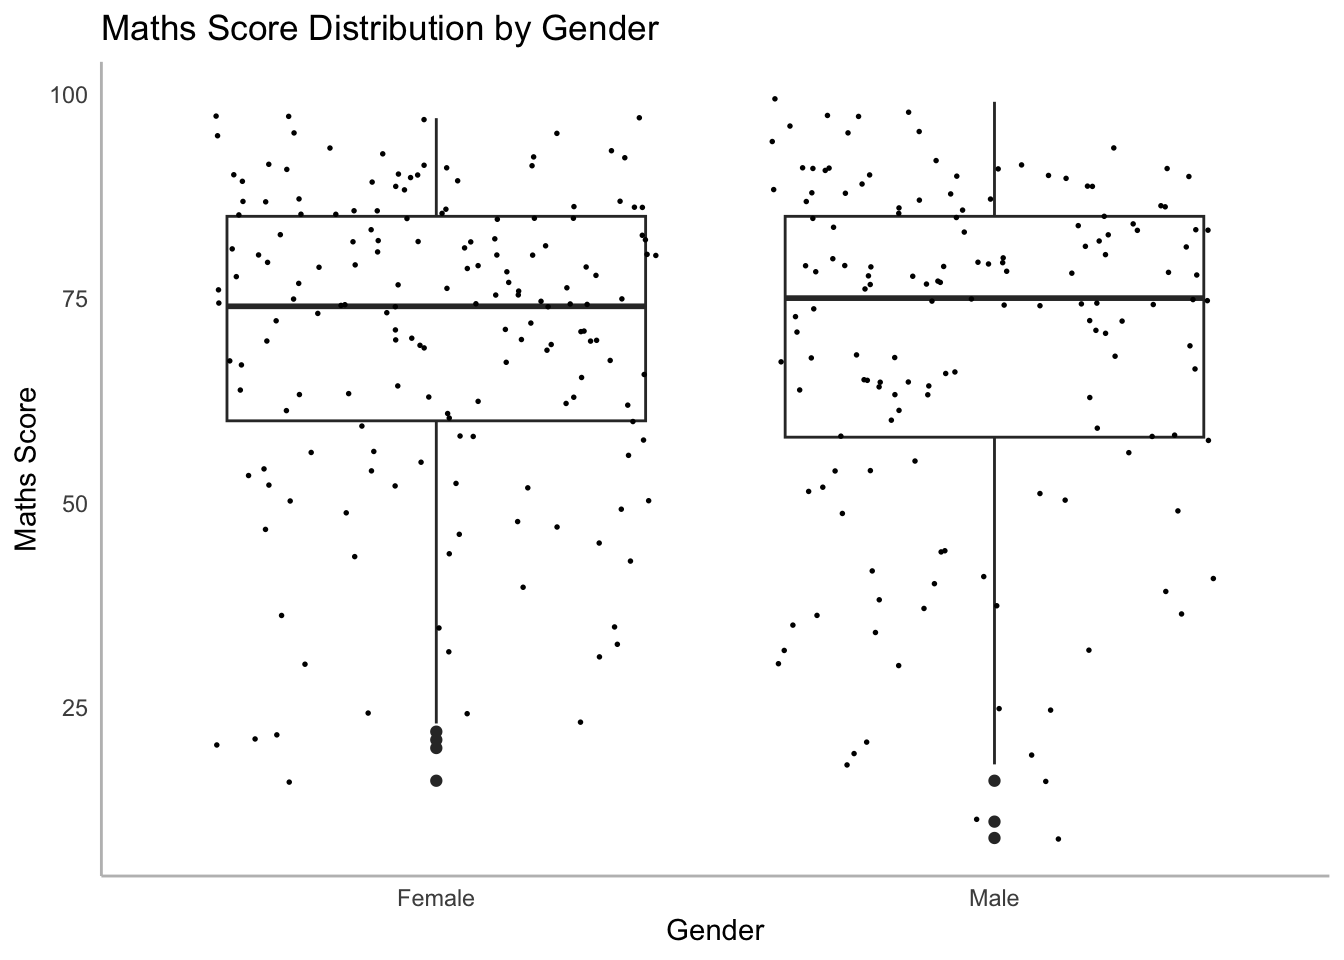 Maths Score Distribution by Gender
100
75
50
25
Maths Score
Female Male
Gender